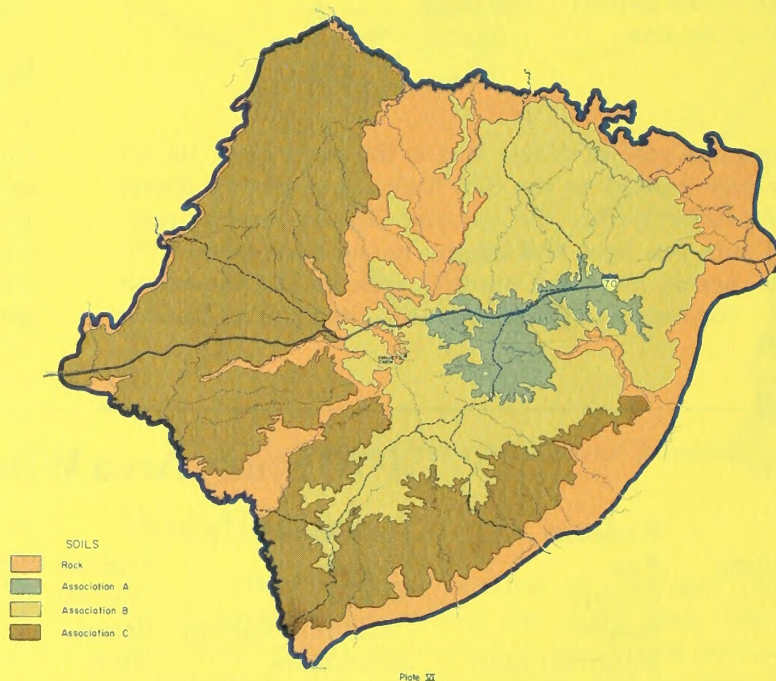 70
SOILS
Rock
Association A
Association B
Association C
Plate VI